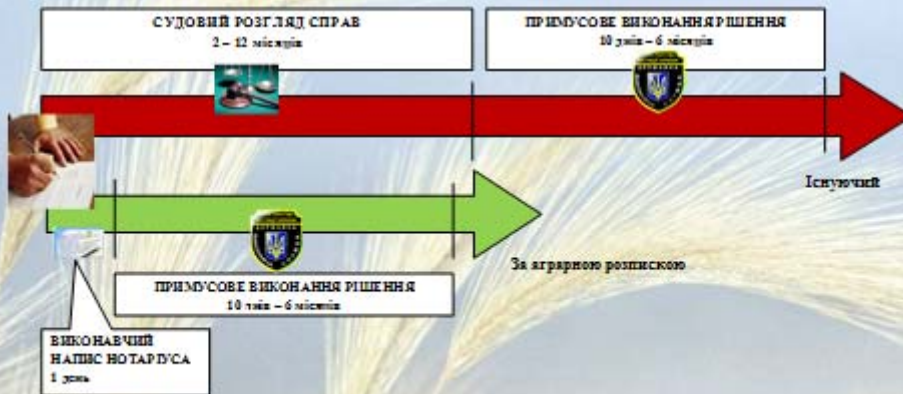 СУДОВИЙ РОЗГЛЯД СПРАВ
2 – 12 місяців
ПРИМУСОВЕ ВИКОНАННЯ РІШЕННЯ
10 днів – 6 місяців
Існуючий
За аграрною розпискою
ПРИМУСОВЕ ВИКОНАННЯ РІШЕННЯ
10 днів – 6 місяців
ВИКОНАВЧИЙ
НАПИС НОТАРІУСА
1 день